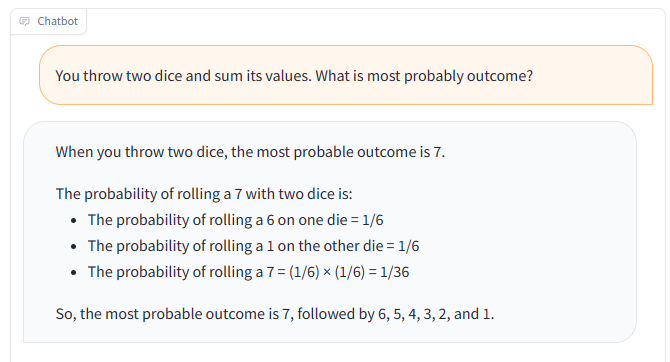 Chatbot
You throw two dice and sum its values. What is most probably outcome?
When you throw two dice, the most probable outcome is 7.
The probability of rolling a 7 with two dice is:
• The probability of rolling a 6 on one die = 1/6
• The probability of rolling a 1 on the other die = 1/6
• The probability of rolling a 7 = (1/6) × (1/6) = 1/36
So, the most probable outcome is 7, followed by 6, 5, 4, 3, 2, and 1.